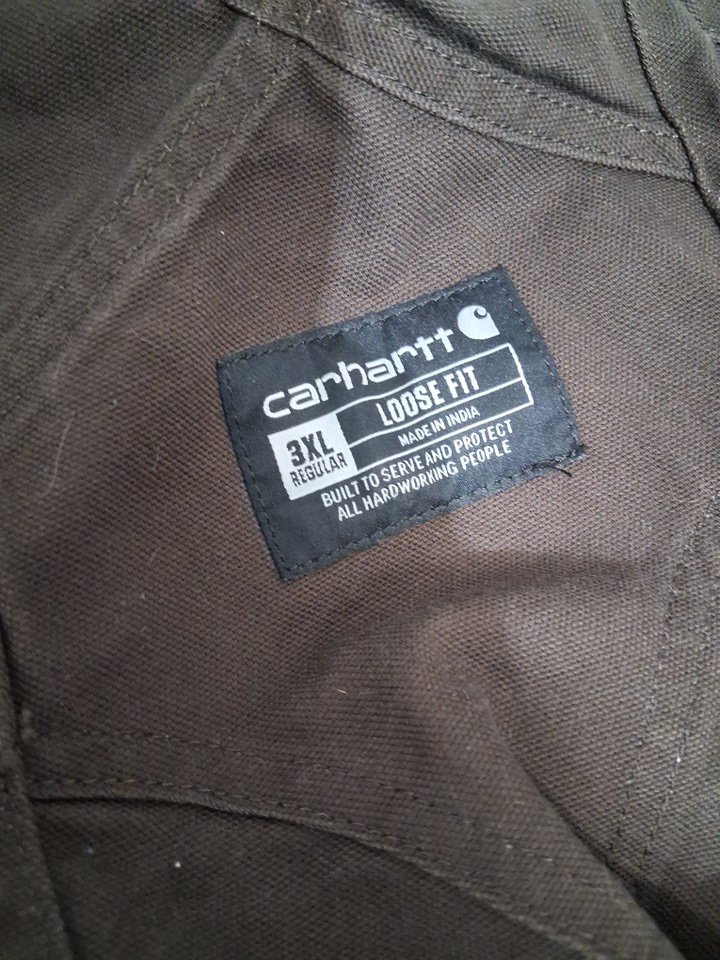 carhartt
3XL
REGULAR
LOOSE FIT
MADE IN INDIA
BUILT TO SERVE AND PROTECT
ALL HARDWORKING PEOPLE